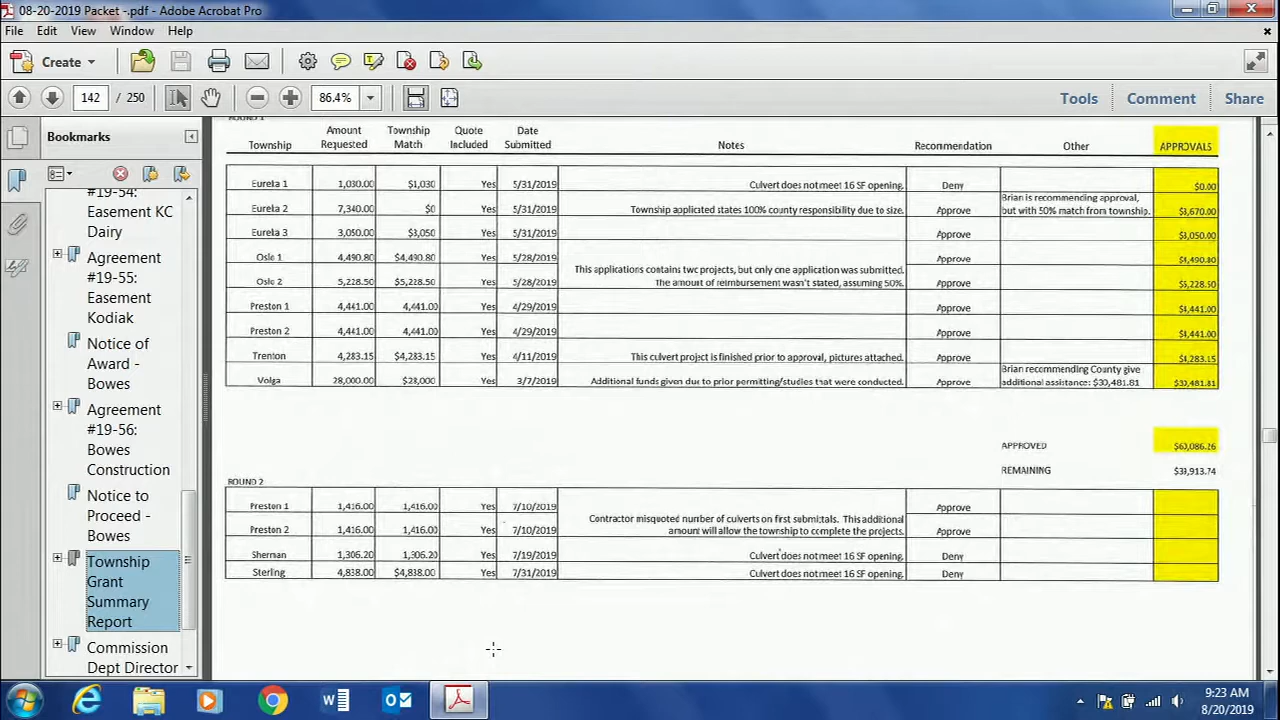 08-20-2019 Packet -.pdf - Adobe Acrobat Pro
File Edit View Window Help
Create
142 / 250 86.4% Tools Comment Share
Bookmarks
#19-54:
Easement KC
Dairy
Agreement
#19-55:
Easement
Kodiak
Notice of
Award -
Bowes
Agreement
#19-56:
Bowes
Construction
Notice to
Proceed -
Bowes
Township
Grant
Summary
Report
Commission
Dept Director
ROUND 1
Township Amount Requested Township Match Quote Included Date Submitted Notes Recommendation Other APPROVALS
Eureka 1 1,030.00 $1,030 Yes 5/31/2019 Culvert does not meet 16 SF opening. Deny $0.00
Eureka 2 7,340.00 $0 Yes 5/31/2019 Township applicated states 100% county responsibility due to size. Approve Brian is recommending approval, but with 50% match from township. $3,670.00
Eureka 3 3,050.00 $3,050 Yes 5/31/2019 Approve $3,050.00
Oslo 1 4,490.80 $4,490.80 Yes 5/28/2019 This applications contains two projects, but only one application was submitted. Approve $4,490.80
Oslo 2 5,228.50 $5,228.50 Yes 5/28/2019 The amount of reimbursement wasn't stated, assuming 50%. Approve $5,228.50
Preston 1 4,441.00 4,441.00 Yes 4/29/2019 Approve $4,441.00
Preston 2 4,441.00 4,441.00 Yes 4/29/2019 Approve $4,441.00
Trenton 4,283.15 $4,283.15 Yes 4/11/2019 This culvert project is finished prior to approval, pictures attached. Approve $4,283.15
Volga 28,000.00 $28,000 Yes 3/7/2019 Additional funds given due to prior permitting/studies that were conducted. Approve Brian recommending County give additional assistance: $30,481.81 $30,481.81
APPROVED $60,086.26
REMAINING $39,913.74
ROUND 2
Preston 1 1,416.00 1,416.00 Yes 7/10/2019 Contractor misquoted number of culverts on first submittals. This additional Approve
Preston 2 1,416.00 1,416.00 Yes 7/10/2019 amount will allow the township to complete the projects. Approve
Sherman 1,306.20 1,306.20 Yes 7/19/2019 Culvert does not meet 16 SF opening. Deny
Sterling 4,838.00 $4,838.00 Yes 7/31/2019 Culvert does not meet 16 SF opening. Deny
9:23 AM
8/20/2019